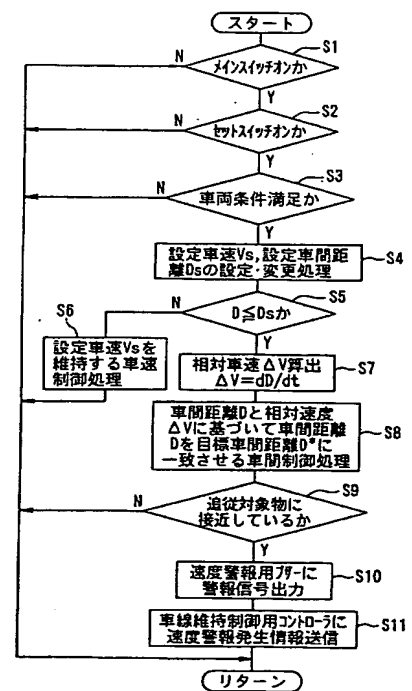 スタート
S1
N
メインスイッチオンか
Y
S2
N
セットスイッチオンか
Y
S3
N
車両条件満足か
Y
設定車速Vs,設定車間距
離Dsの設定・変更処理
S4
S5
N
D≦Dsか
Y
S6
設定車速Vsを
維持する車速
制御処理
相対車速ΔV算出
ΔV=dD/dt
S7
車間距離Dと相対速度
ΔVに基づいて車間距離
Dを目標車間距離D*に
一致させる車間制御処理
S8
S9
N
追従対象物に
接近しているか
Y
速度警報用ブザーに
警報信号出力
S10
車線維持制御用コントローラに
速度警報発生情報送信
S11
リターン